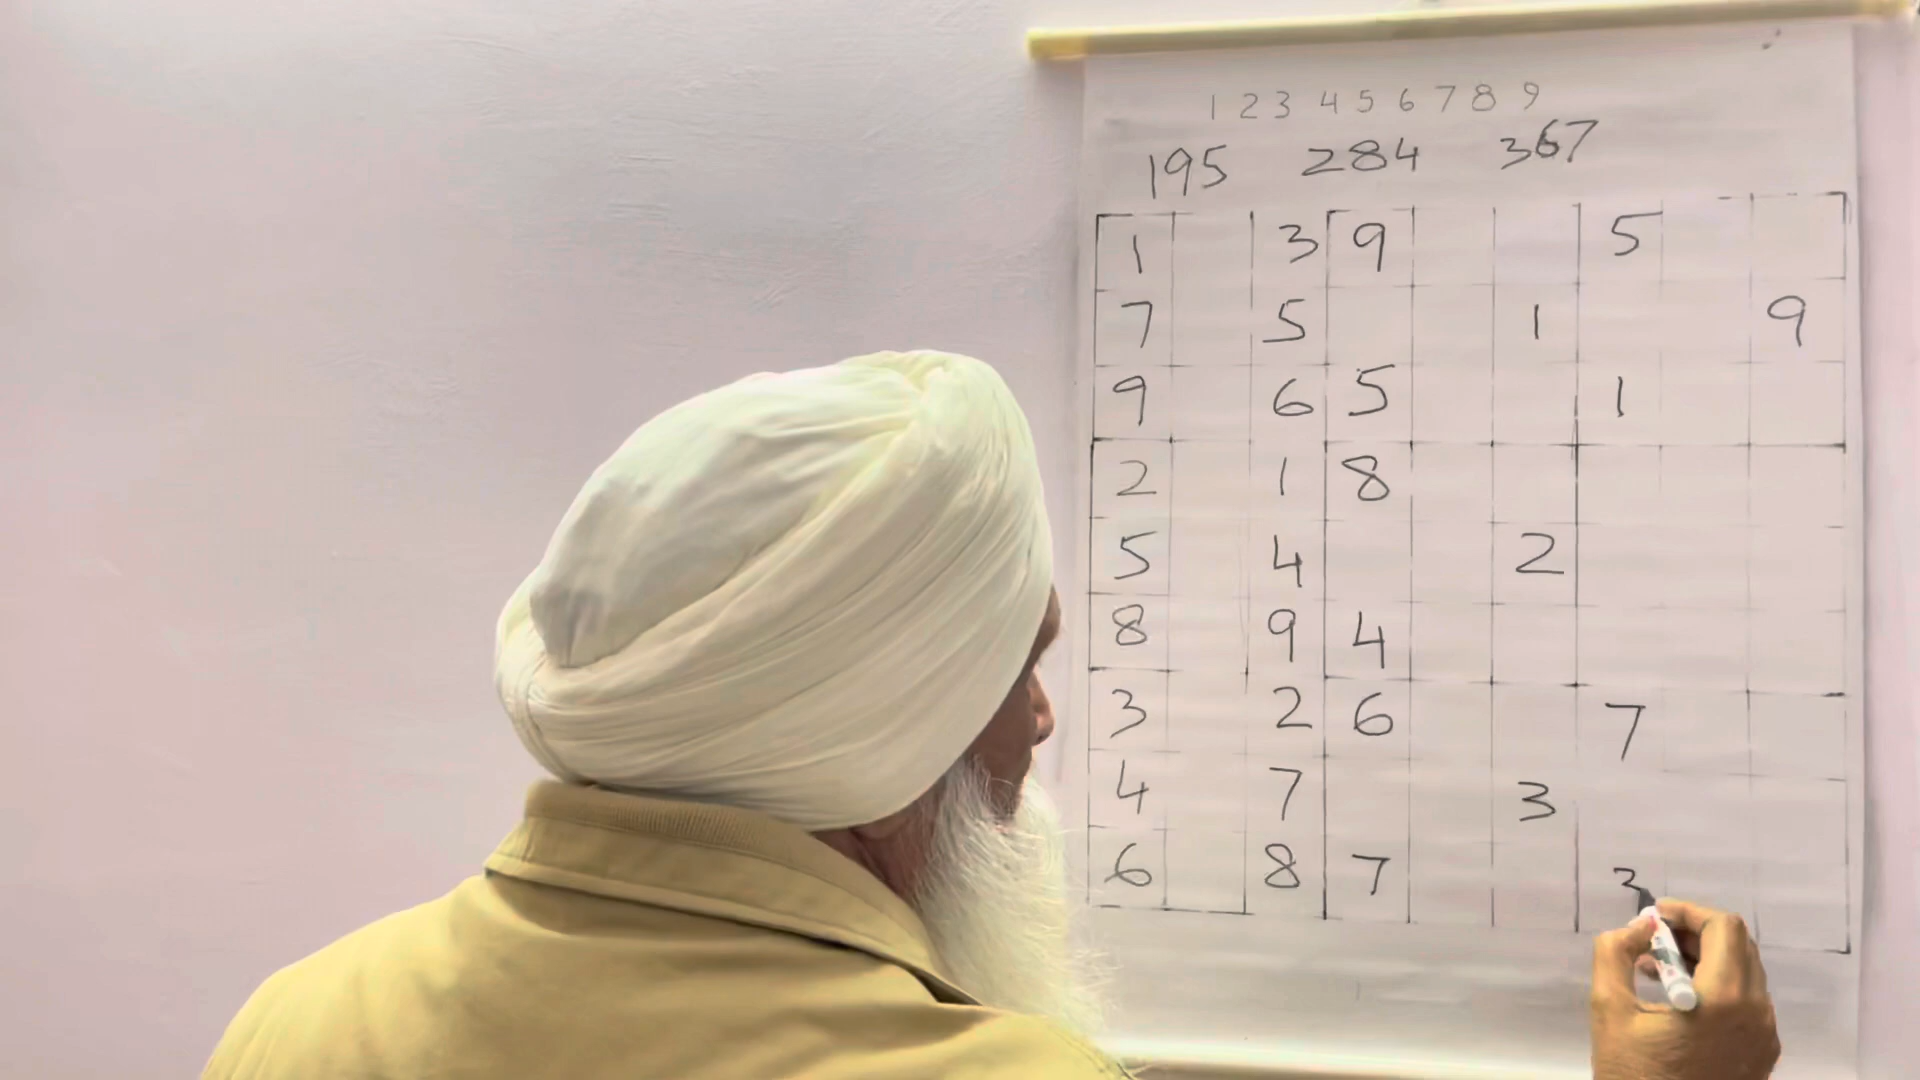 1 2 3 4 5 6 7 8 9
195 284 367
1 3 9 5
7 5 1 9
9 6 5 1
2 1 8
5 4 2
8 9 4
3 2 6 7
4 7 3
6 8 7 3